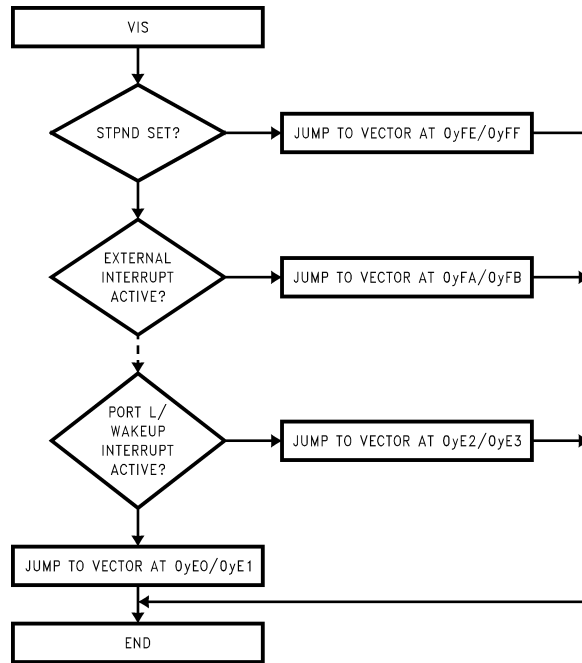 VIS
STPND SET?
JUMP TO VECTOR AT 0yFE/0yFF
EXTERNAL
INTERRUPT
ACTIVE?
JUMP TO VECTOR AT 0yFA/0yFB
PORT L/
WAKEUP
INTERRUPT
ACTIVE?
JUMP TO VECTOR AT 0yE2/0yE3
JUMP TO VECTOR AT 0yE0/0yE1
END